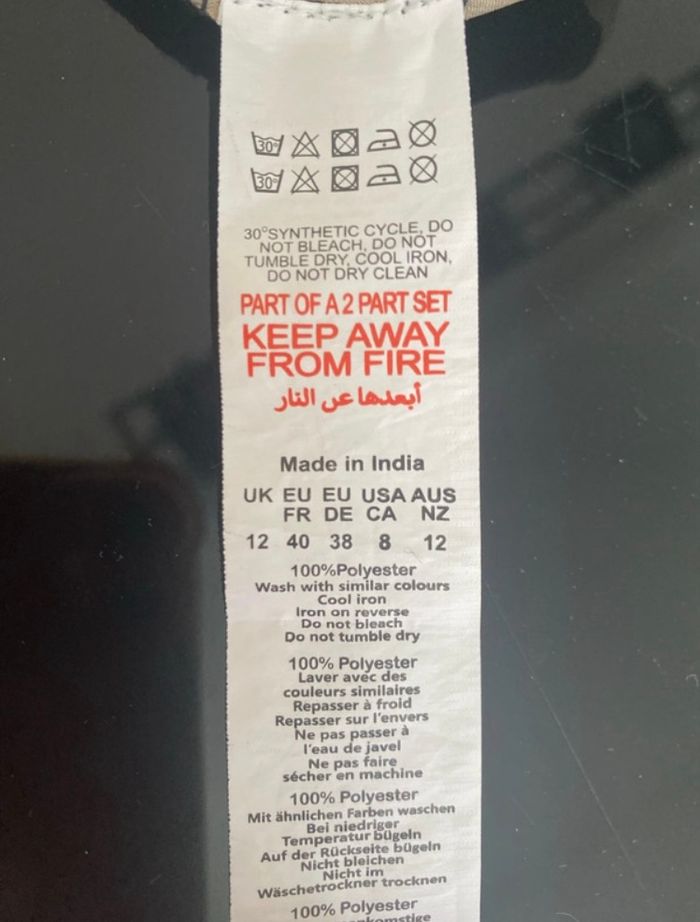 30°
30°
30°SYNTHETIC CYCLE, DO
NOT BLEACH, DO NOT
TUMBLE DRY, COOL IRON,
DO NOT DRY CLEAN
PART OF A 2 PART SET
KEEP AWAY
FROM FIRE
أبعدها عن النار
Made in India
UK EU EU USA AUS
FR DE CA NZ
12 40 38 8 12
100%Polyester
Wash with similar colours
Cool iron
Iron on reverse
Do not bleach
Do not tumble dry
100% Polyester
Laver avec des
couleurs similaires
Repasser à froid
Repasser sur l'envers
Ne pas passer à
l'eau de javel
Ne pas faire
sécher en machine
100% Polyester
Mit ähnlichen Farben waschen
Bei niedriger
Temperatur bügeln
Auf der Rückseite bügeln
Nicht bleichen
Nicht im
Wäschetrockner trocknen
100% Polyester